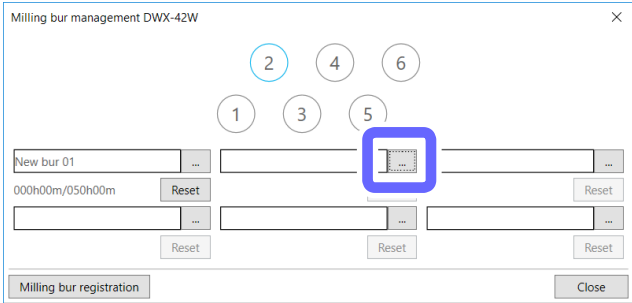 Milling bur management DWX-42W
2 4 6
1 3 5
New bur 01 ... ... ...
000h00m/050h00m Reset Reset
... ... ...
Reset Reset Reset
Milling bur registration Close